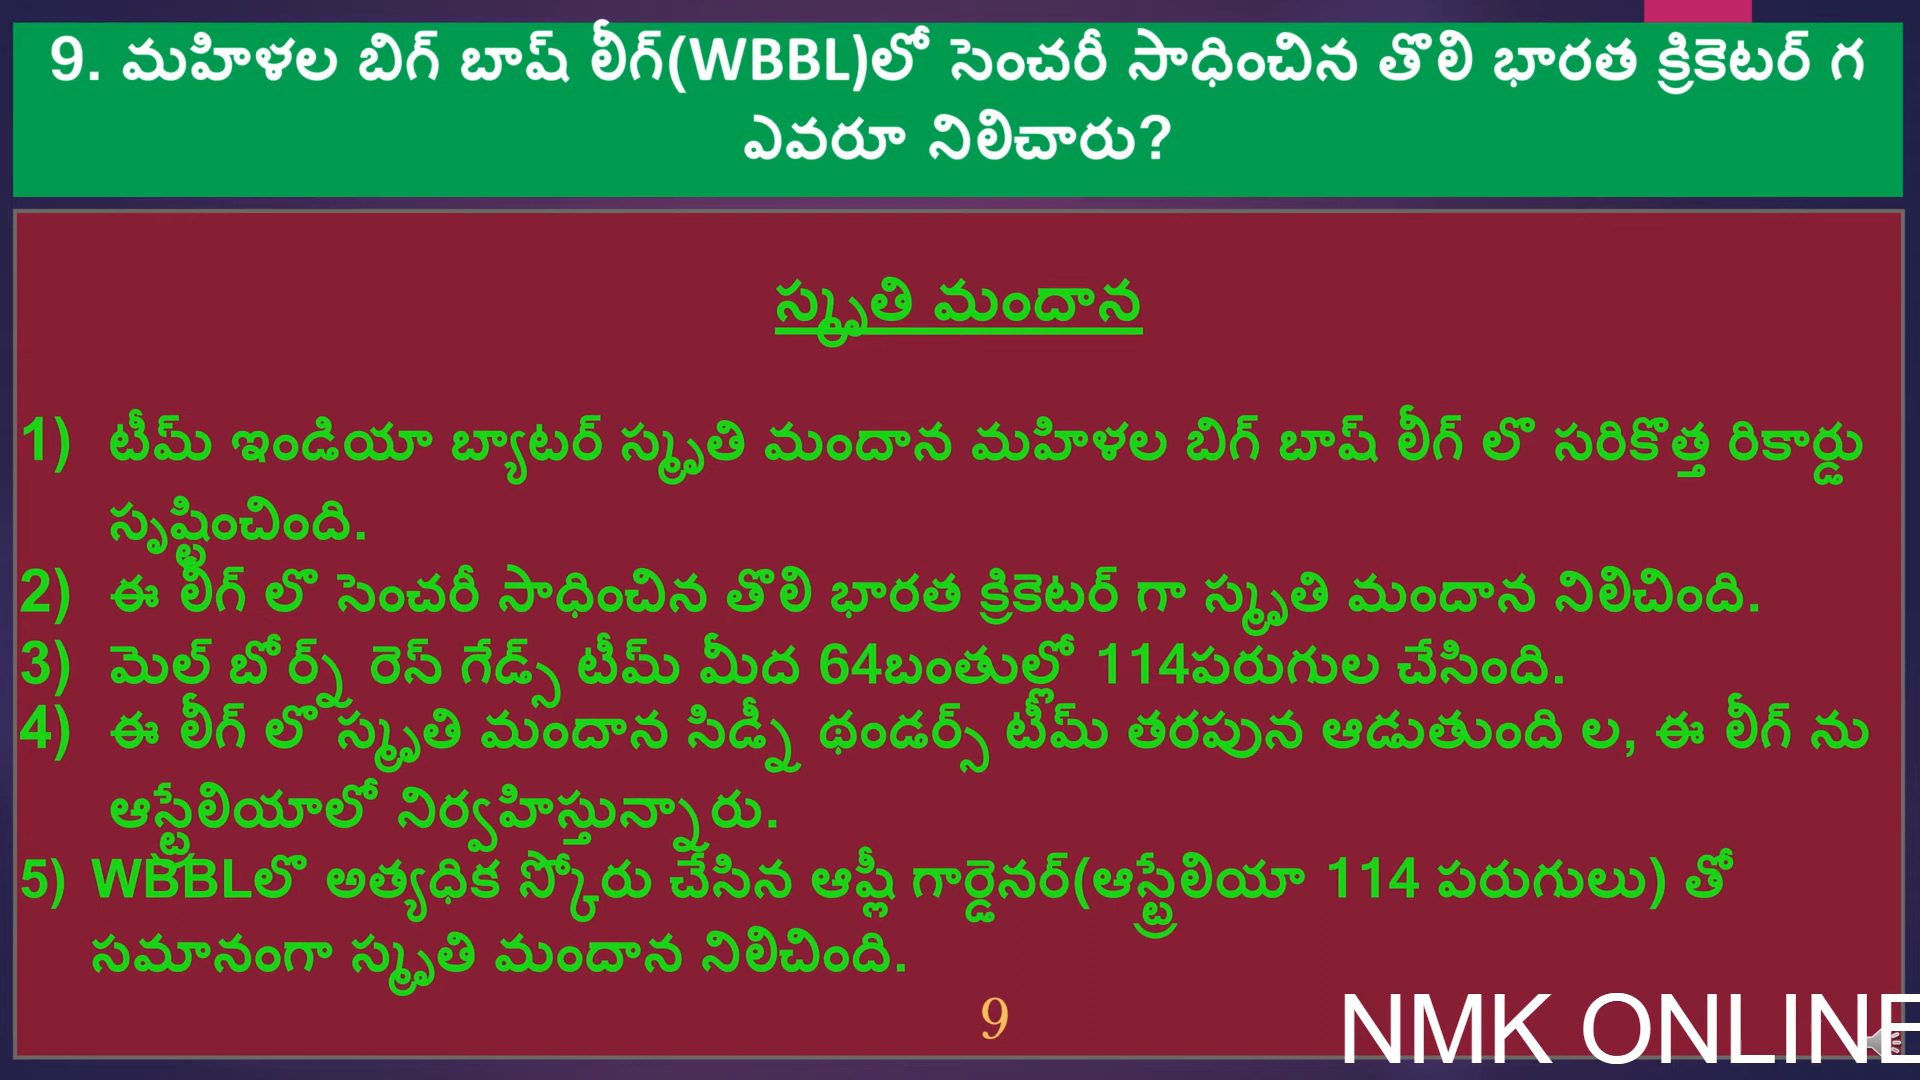 9. మహిళల బిగ్ బాష్ లీగ్(WBBL)లో సెంచరీ సాధించిన తొలి భారత క్రికెటర్ గ
ఎవరూ నిలిచారు?
స్మృతి మందాన
1) టీమ్ ఇండియా బ్యాటర్ స్మృతి మందాన మహిళల బిగ్ బాష్ లీగ్ లొ సరికొత్త రికార్డు
సృష్టించింది.
2) ఈ లీగ్ లొ సెంచరీ సాధించిన తొలి భారత క్రికెటర్ గా స్మృతి మందాన నిలిచింది.
3) మెల్ బోర్న్ రెస్ గేడ్స్ టీమ్ మీద 64బంతుల్లో 114పరుగుల చేసింది.
4) ఈ లీగ్ లొ స్మృతి మందాన సిడ్నీ థండర్స్ టీమ్ తరపున ఆడుతుంది ల, ఈ లీగ్ ను
ఆస్ట్రేలియాలో నిర్వహిస్తున్నారు.
5) WBBLలొ అత్యధిక స్కోరు చేసిన ఆష్లీ గార్డెనర్(ఆస్ట్రేలియా 114 పరుగులు) తో
సమానంగా స్మృతి మందాన నిలిచింది.
9
NMK ONLINE